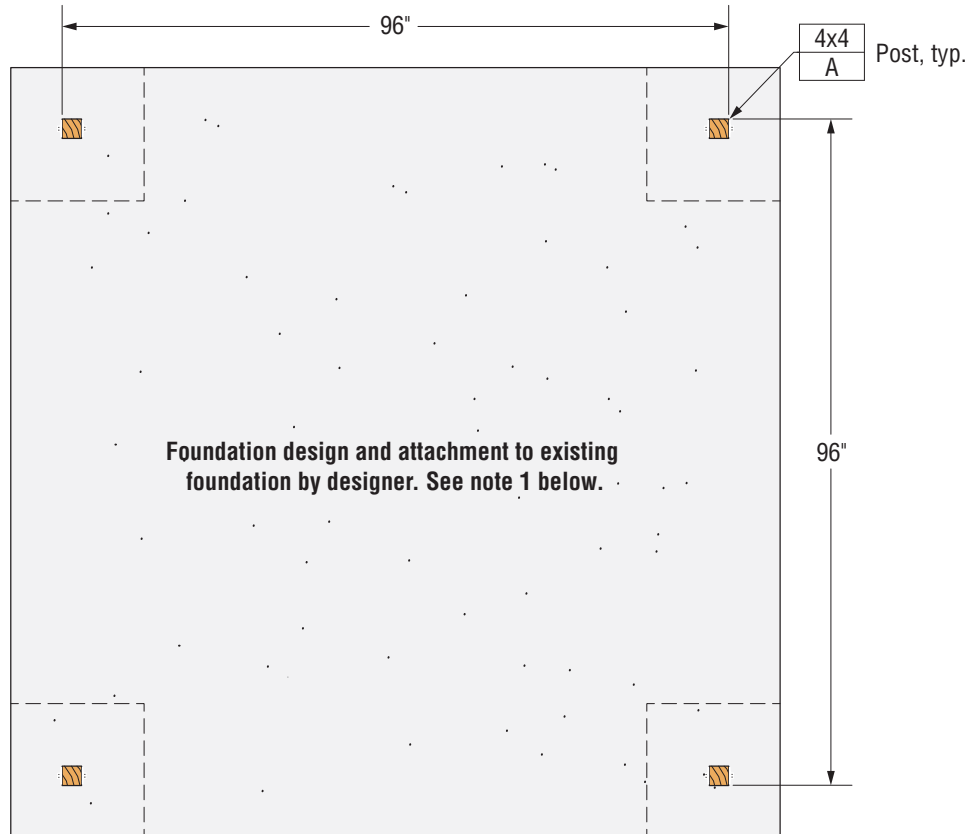 96"
4x4
A
Post, typ.
96"
Foundation design and attachment to existing
foundation by designer. See note 1 below.